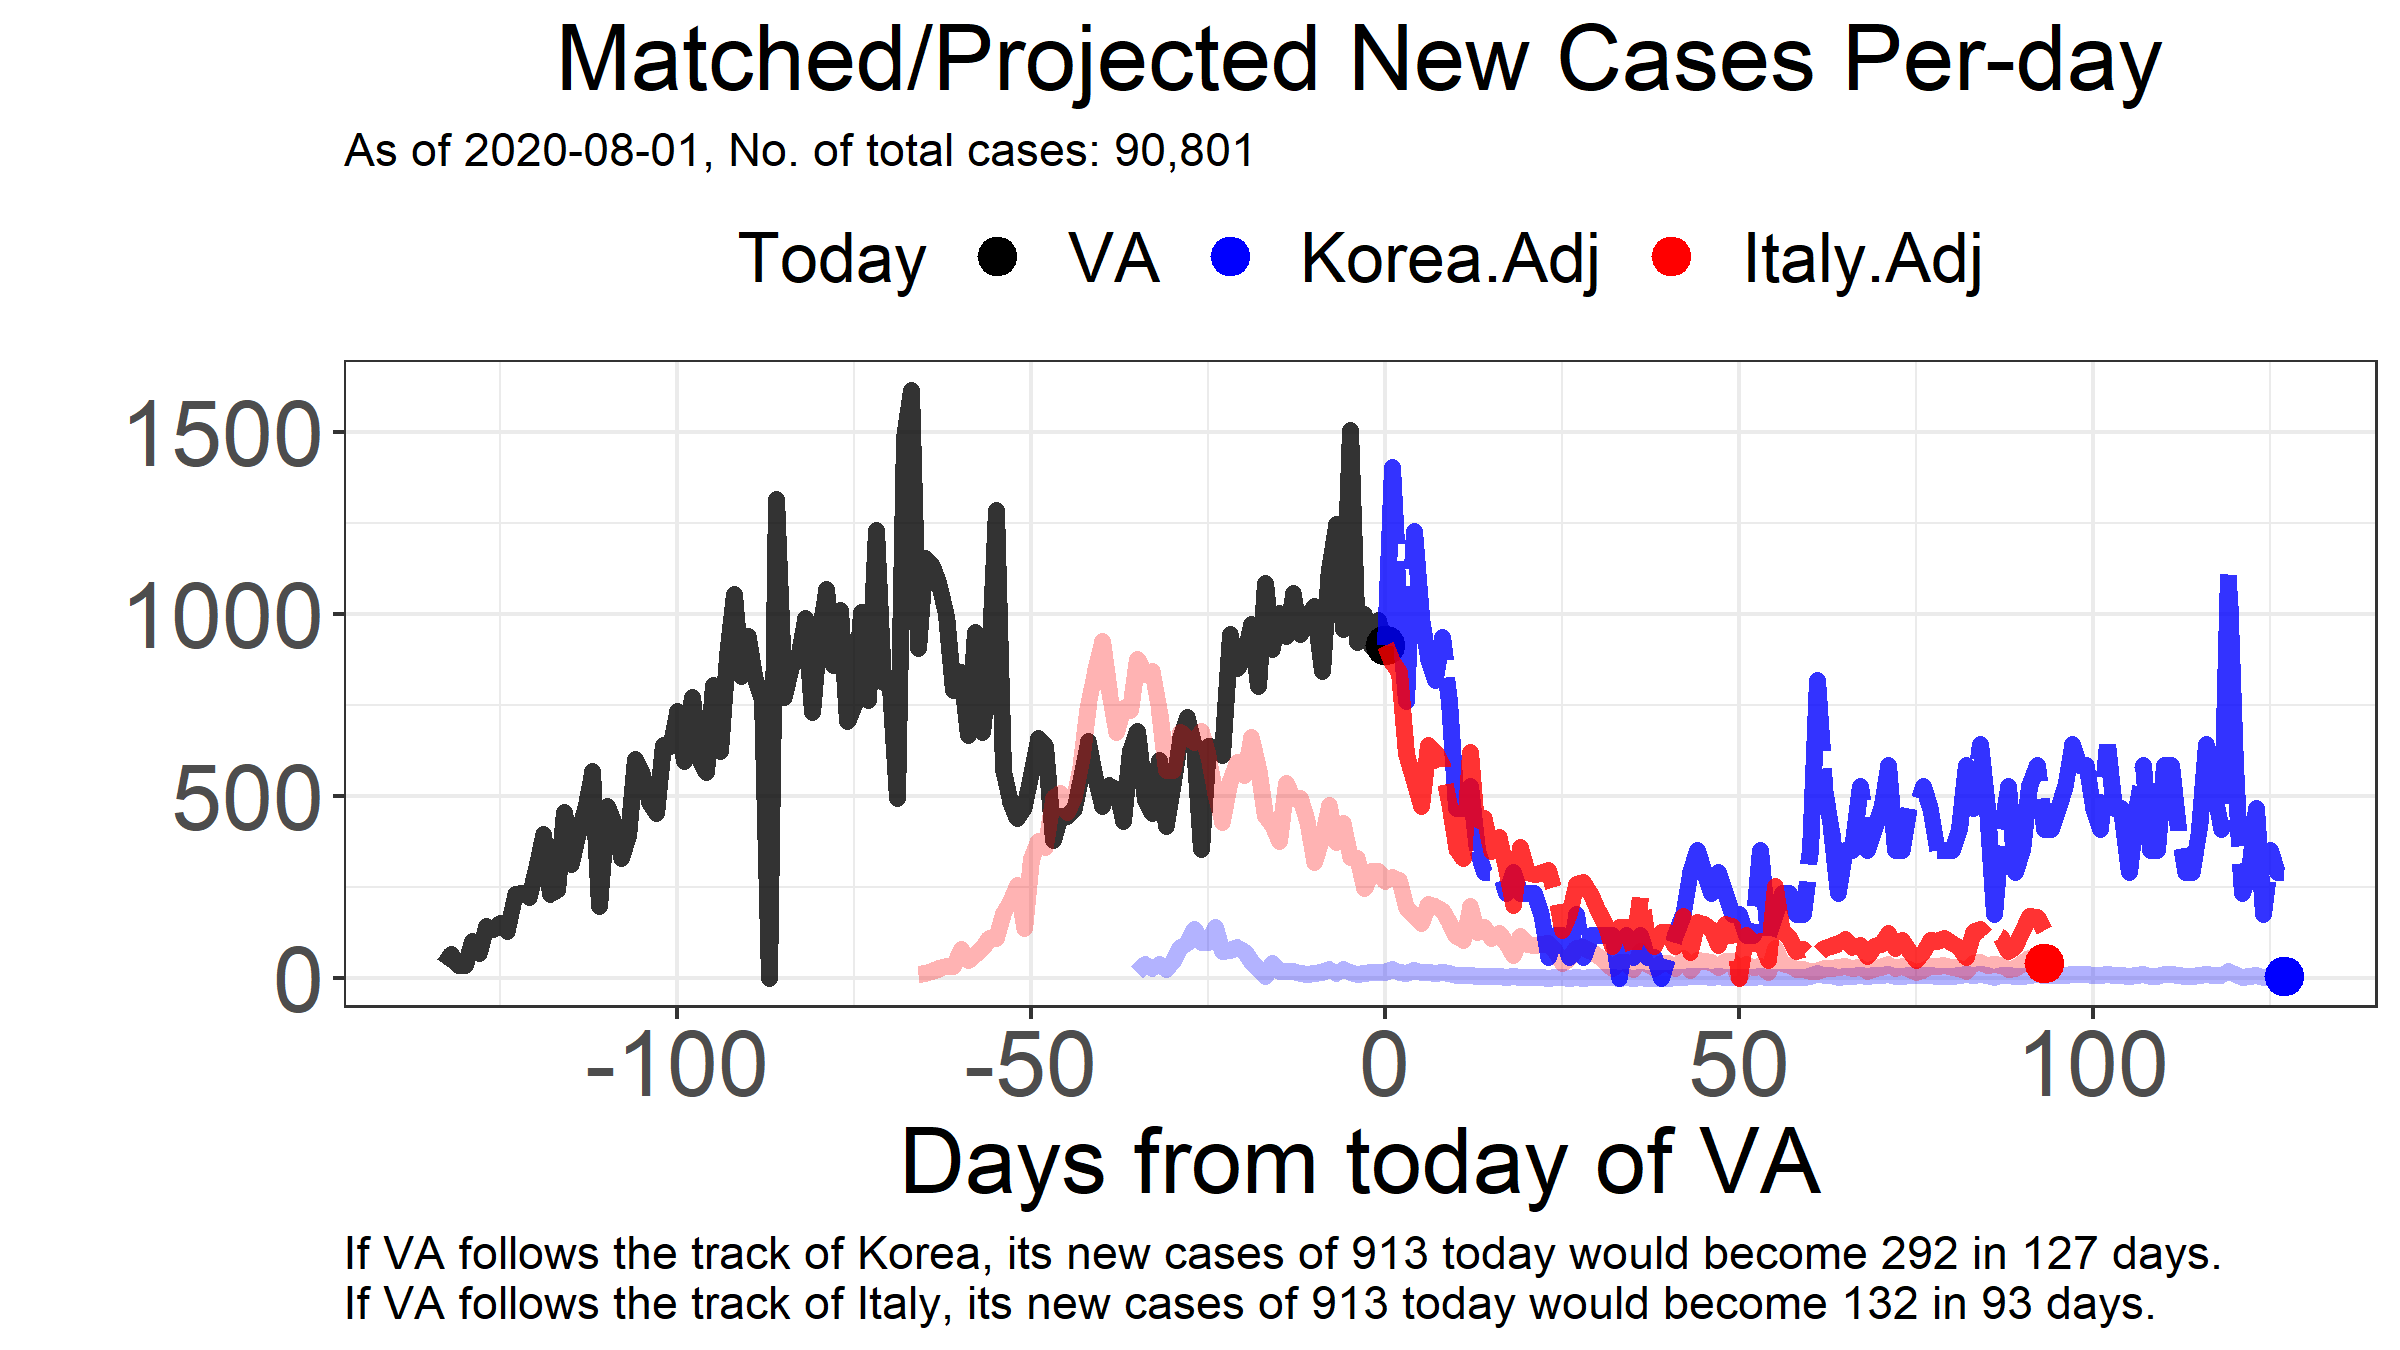 Matched/Projected New Cases Per-day
As of 2020-08-01, No. of total cases: 90,801
Today VA Korea.Adj Italy.Adj
1500
1000
500
0
-100 -50 0 50 100
Days from today of VA
If VA follows the track of Korea, its new cases of 913 today would become 292 in 127 days.
If VA follows the track of Italy, its new cases of 913 today would become 132 in 93 days.